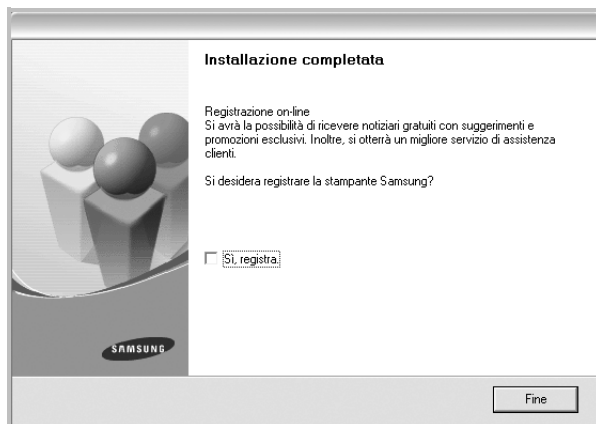 Installazione completata
Registrazione on-line
Si avrà la possibilità di ricevere notiziari gratuiti con suggerimenti e
promozioni esclusivi. Inoltre, si otterrà un migliore servizio di assistenza
clienti.
Si desidera registrare la stampante Samsung?
Sì, registra.
SAMSUNG
Fine